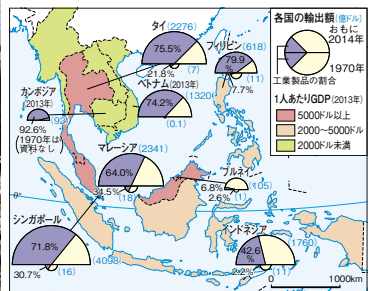 各国の輸出額(億ドル)
おもに
2014年
1970年
工業製品の割合
1人あたりGDP(2013年)
5000ドル以上
2000〜5000ドル
2000ドル未満
タイ(2276)
75.5%
21.8%
(7)
フィリピン(618)
79.9
%
(11)
7.7%
ベトナム(2013年)
(1320)
74.2%
(0.1)
カンボジア
(2013年)
(92)
92.6%
(1970年は
資料なし)
マレーシア(2341)
64.0%
34.5%
(18)
ブルネイ
(105)
6.8%
2.6%
(1)
シンガポール
71.8%
(4098)
30.7%
(16)
インドネシア
(1760)
42.6
%
2.2%
(11)
0°
0°
0
1000km